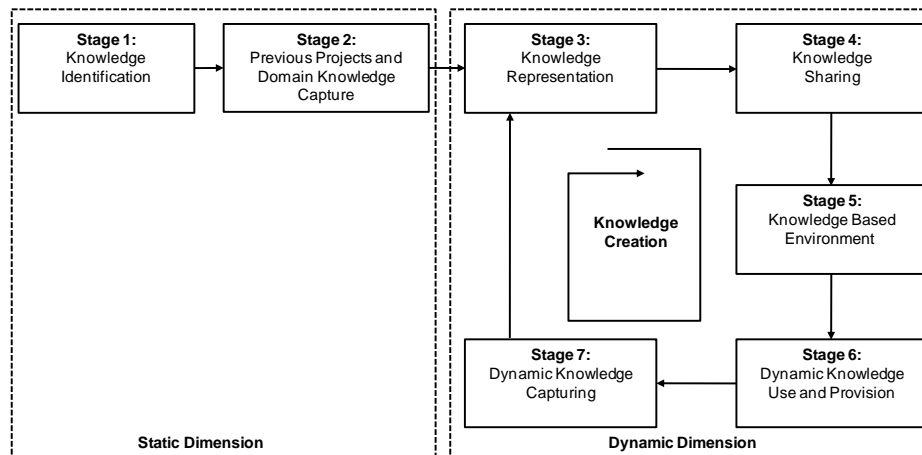 Stage 1:
Knowledge
Identification
Stage 2:
Previous Projects and
Domain Knowledge
Capture
Stage 3:
Knowledge
Representation
Stage 4:
Knowledge
Sharing
Stage 5:
Knowledge Based
Environment
Knowledge
Creation
Stage 6:
Dynamic Knowledge
Use and Provision
Stage 7:
Dynamic Knowledge
Capturing
Static Dimension
Dynamic Dimension